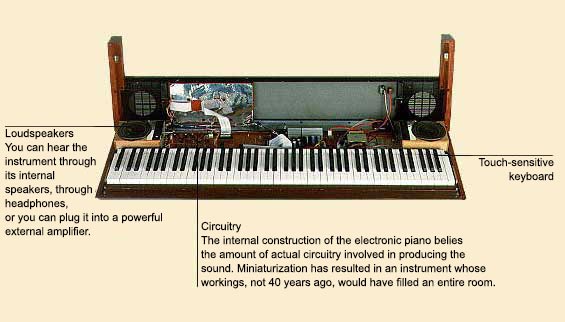 Loudspeakers
You can hear the
instrument through
its internal
speakers, through
headphones,
or you can plug it into a powerful
external amplifier.
Touch-sensitive
keyboard
Circuitry
The internal construction of the electronic piano belies
the amount of actual circuitry involved in producing the
sound. Miniaturization has resulted in an instrument whose
workings, not 40 years ago, would have filled an entire room.